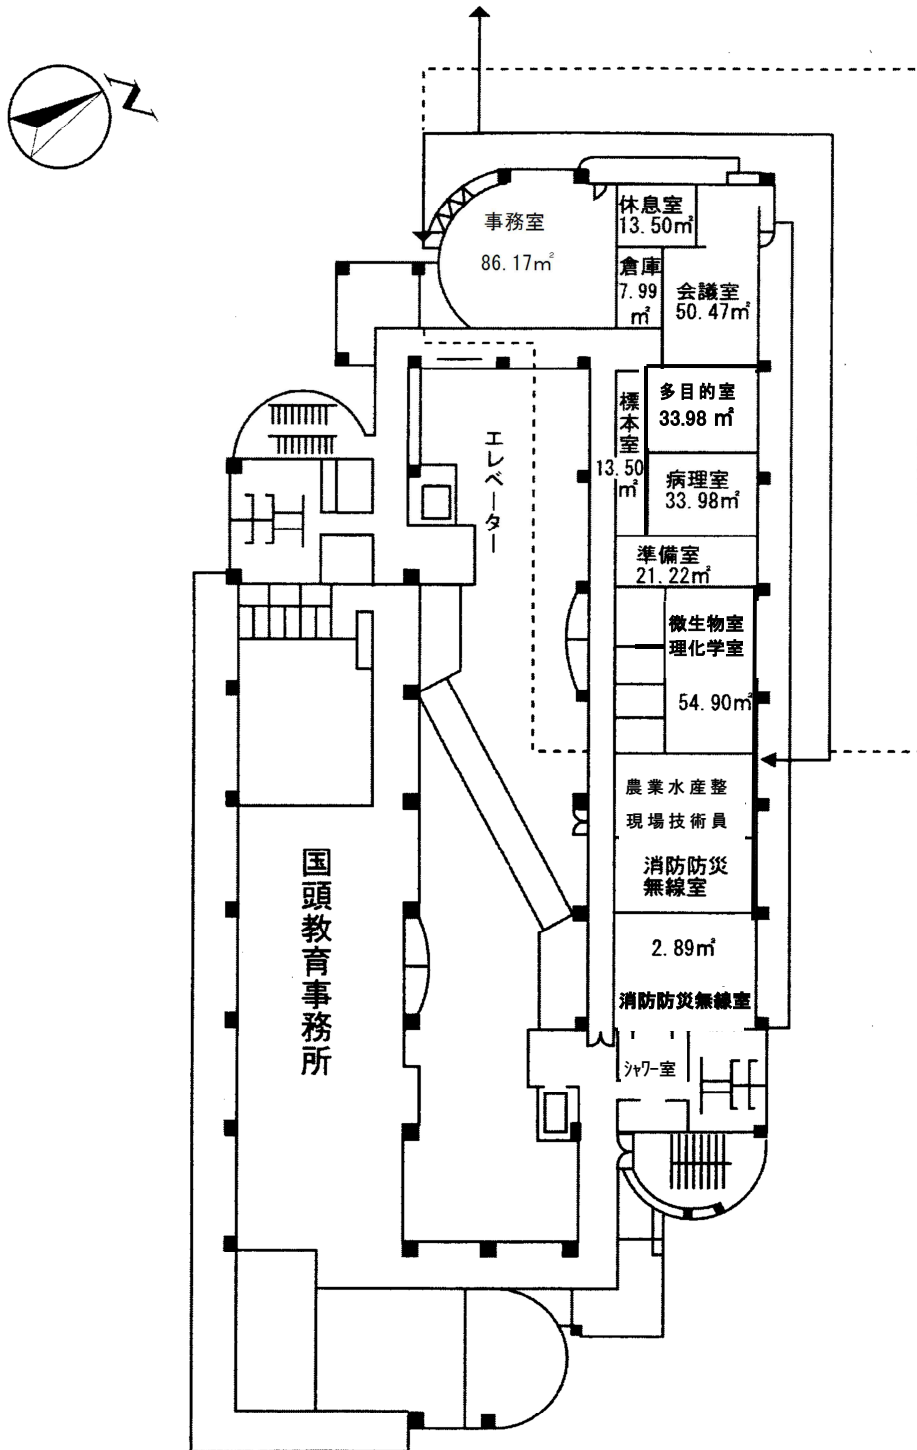 N
事務室
86.17㎡
休息室
13.50㎡
倉庫
7.99
㎡
会議室
50.47㎡
多目的室
33.98 ㎡
標本室
13.50
㎡
病理室
33.98㎡
エレベーター
準備室
21.22㎡
微生物室
理化学室
54.90㎡
農業水産整
現場技術員
消防防災
無線室
2.89㎡
消防防災無線室
国頭教育事務所
シャワー室